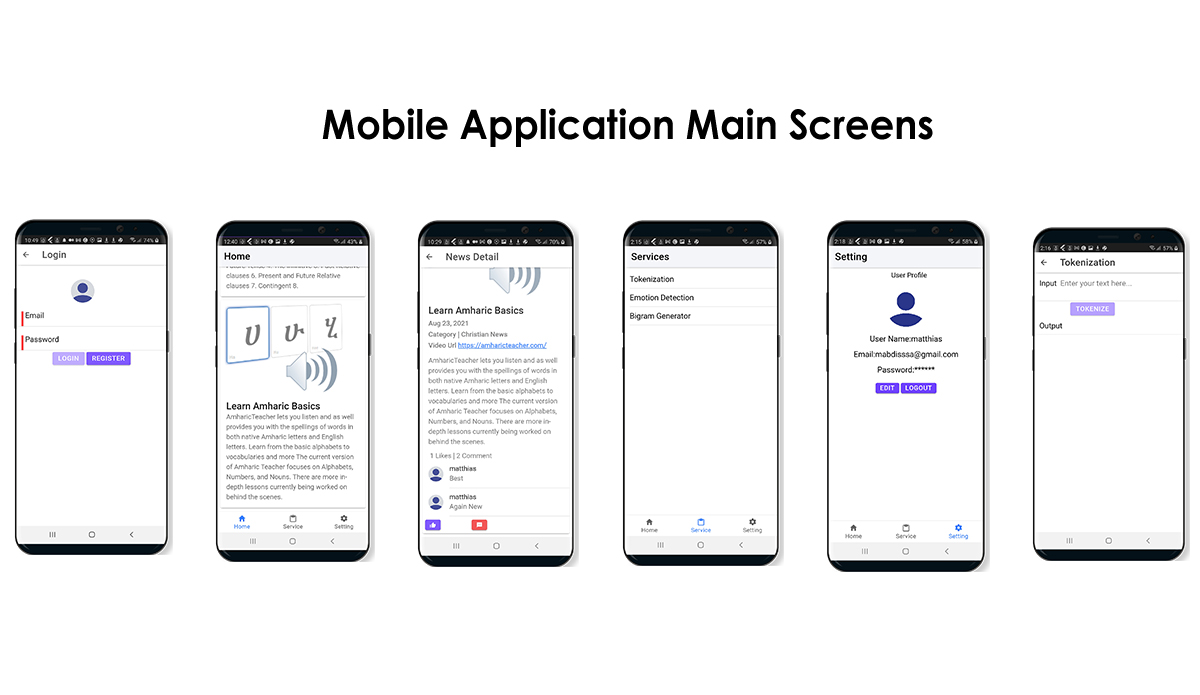 Mobile Application Main Screens
10:49
74%
Login
Email
Password
LOGIN REGISTER
12:40
43%
Home
clauses 6. Present and Future Relative
clauses 7. Contingent 8.
ሀ ሁ ሂ
Learn Amharic Basics
AmharicTeacher lets you listen and as well
provides you with the spellings of words in
both native Amharic letters and English
letters. Learn from the basic alphabets to
vocabularies and more The current version
of Amharic Teacher focuses on Alphabets,
Numbers, and Nouns. There are more in-
depth lessons currently being worked on
behind the scenes.
Home Service Setting
10:29
70%
News Detail
Learn Amharic Basics
Aug 23, 2021
Category | Christian News
Video Url https://amharicteacher.com/
AmharicTeacher lets you listen and as well
provides you with the spellings of words in
both native Amharic letters and English
letters. Learn from the basic alphabets to
vocabularies and more The current version
of Amharic Teacher focuses on Alphabets,
Numbers, and Nouns. There are more in-
depth lessons currently being worked on
behind the scenes.
1 Likes | 2 Comment
matthias
Best
matthias
Again New
2:15
57%
Services
Tokenization
Emotion Detection
Bigram Generator
Home Service Setting
2:18
58%
Setting
User Profile
User Name:matthias
Email:mabdisssa@gmail.com
Password:******
EDIT LOGOUT
Home Service Setting
2:16
57%
Tokenization
Input Enter your text here...
TOKENIZE
Output